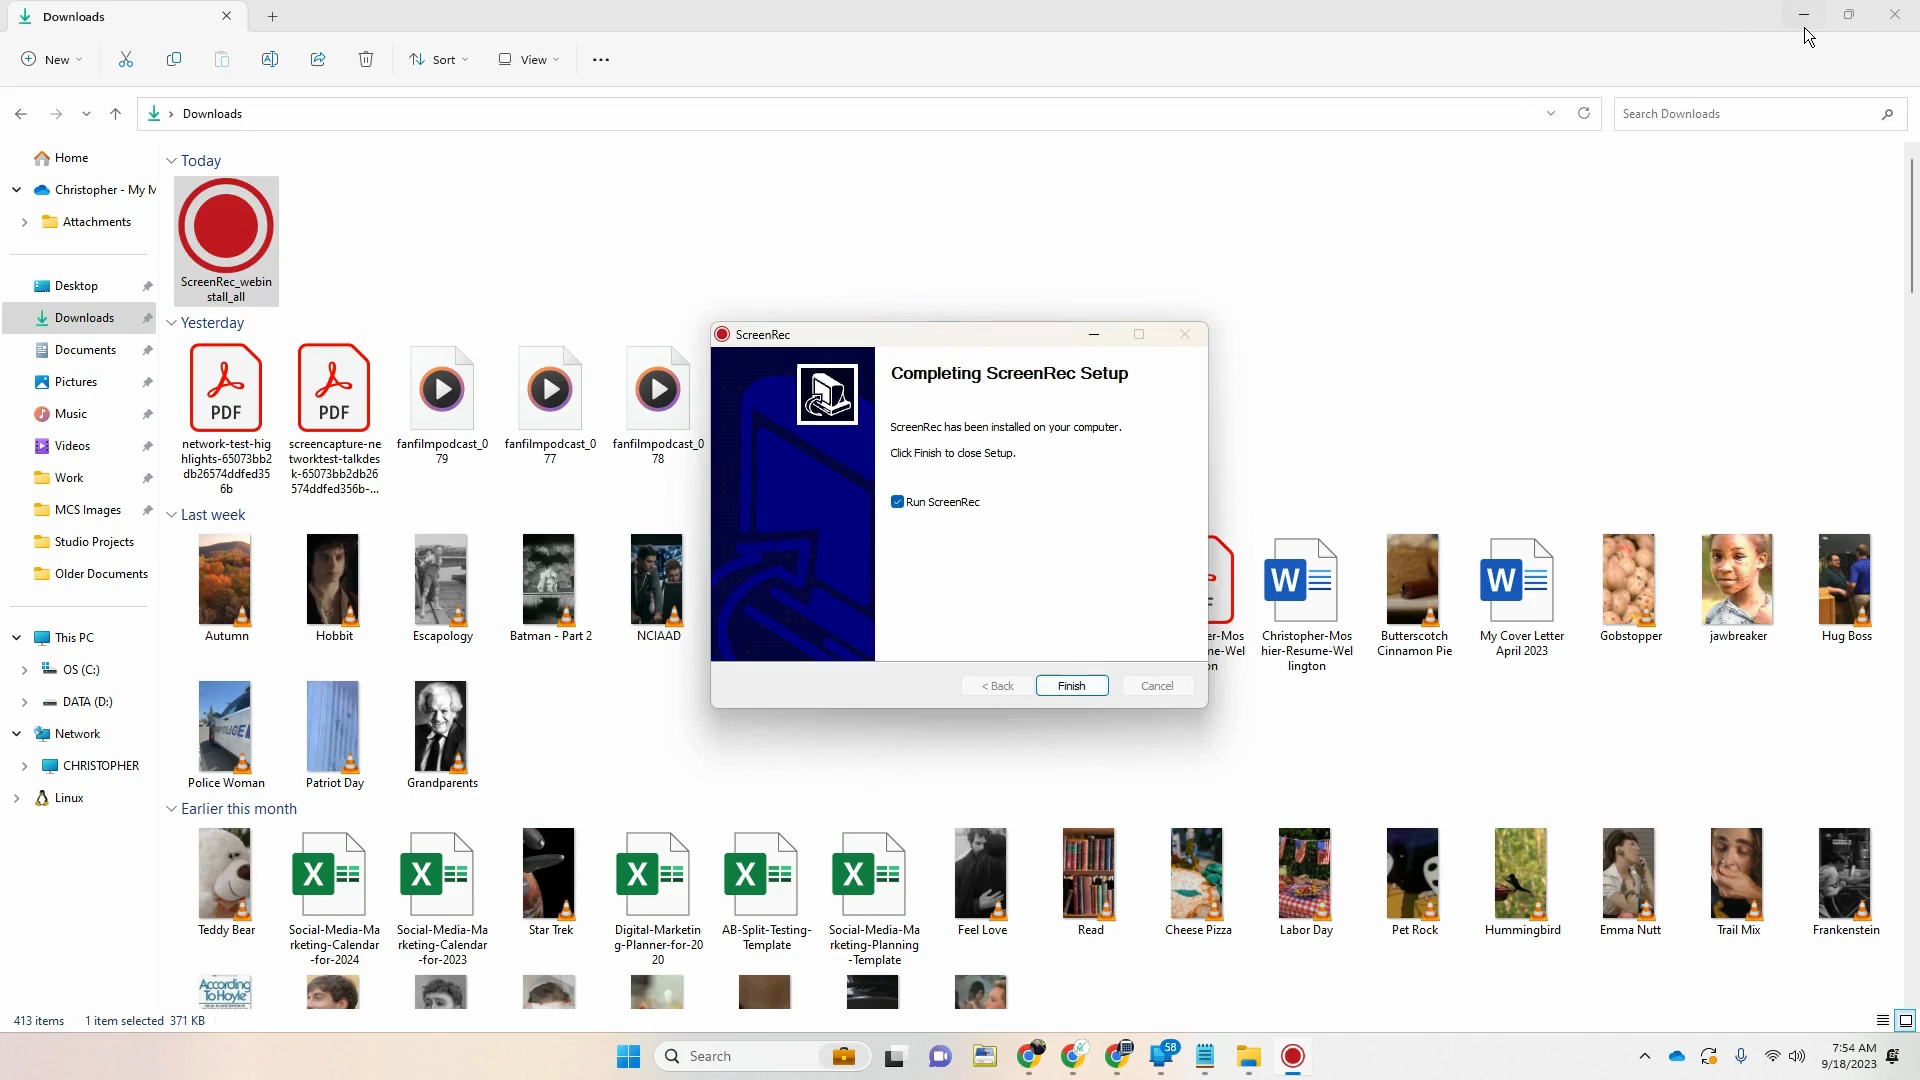 Downloads
New
Sort
View
Downloads
Search Downloads
Home
Christopher - My M
Attachments
Desktop
Downloads
Documents
Pictures
Music
Videos
Work
MCS Images
Studio Projects
Older Documents
This PC
OS (C:)
DATA (D:)
Network
CHRISTOPHER
Linux
Today
ScreenRec_webin
stall_all
Yesterday
PDF
network-test-hig
hlights-65073bb2
db26574ddfed35
6b
PDF
screencapture-ne
tworktest-talkdes
k-65073bb2db26
574ddfed356b-...
fanfilmpodcast_0
79
fanfilmpodcast_0
77
fanfilmpodcast_0
78
ScreenRec
Completing ScreenRec Setup
ScreenRec has been installed on your computer.
Click Finish to close Setup.
Run ScreenRec
< Back
Finish
Cancel
Last week
Autumn
Hobbit
Escapology
Batman - Part 2
NCIAAD
er-Mos
ne-Wel
on
W
Christopher-Mos
hier-Resume-Wel
lington
Butterscotch
Cinnamon Pie
W
My Cover Letter
April 2023
Gobstopper
jawbreaker
Hug Boss
POLICE
Police Woman
Patriot Day
Grandparents
Earlier this month
Teddy Bear
X
Social-Media-Ma
rketing-Calendar
-for-2024
X
Social-Media-Ma
rketing-Calendar
-for-2023
Star Trek
X
Digital-Marketin
g-Planner-for-20
20
X
AB-Split-Testing-
Template
X
Social-Media-Ma
rketing-Planning
-Template
Feel Love
Read
Cheese Pizza
Labor Day
Pet Rock
Hummingbird
Emma Nutt
Trail Mix
Frankenstein
According
To Hoyle
413 items
1 item selected 371 KB
Search
58
7:54 AM
9/18/2023